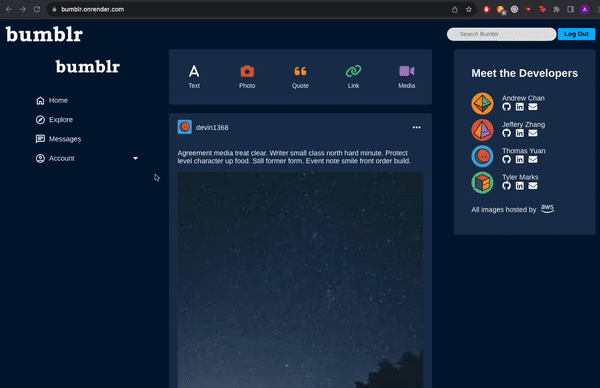 bumblr.onrender.com
A
bumblr
Search Bumblr
Log Out
bumblr
Home
Explore
Messages
Account
Text
Photo
Quote
Link
Media
devin1368
Agreement media treat clear. Writer small class north hard minute. Protect
level character up food. Still former form. Event note smile front order build.
Meet the Developers
Andrew Chan
Jeffery Zhang
Thomas Yuan
Tyler Marks
All images hosted by aws